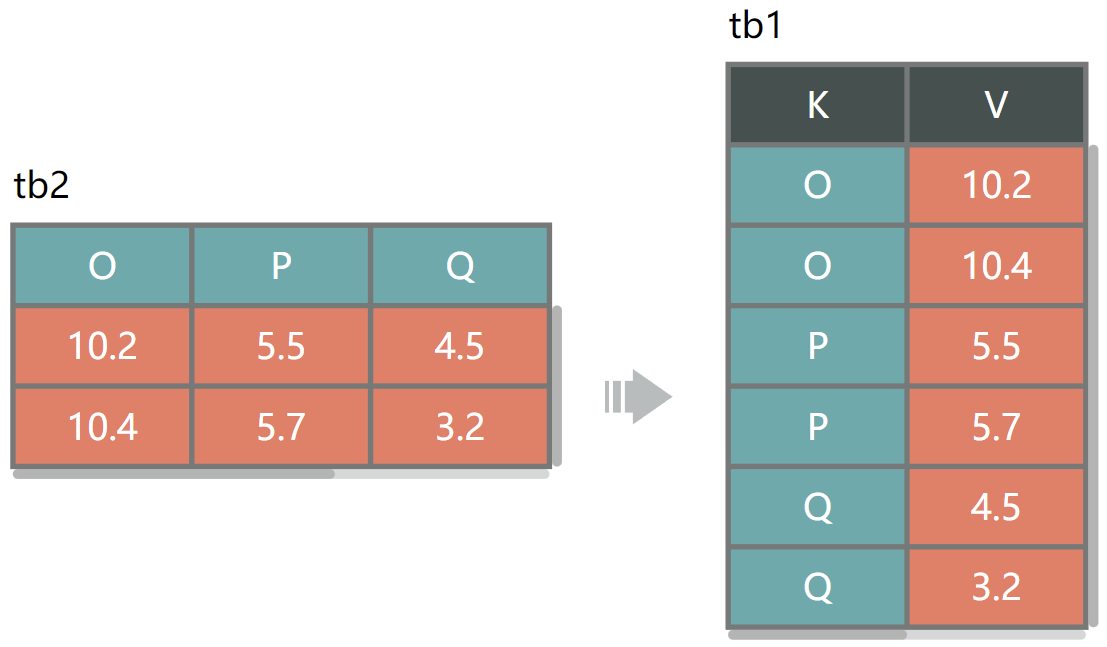 tb2
O P Q
10.2 5.5 4.5
10.4 5.7 3.2
tb1
K V
O 10.2
O 10.4
P 5.5
P 5.7
Q 4.5
Q 3.2